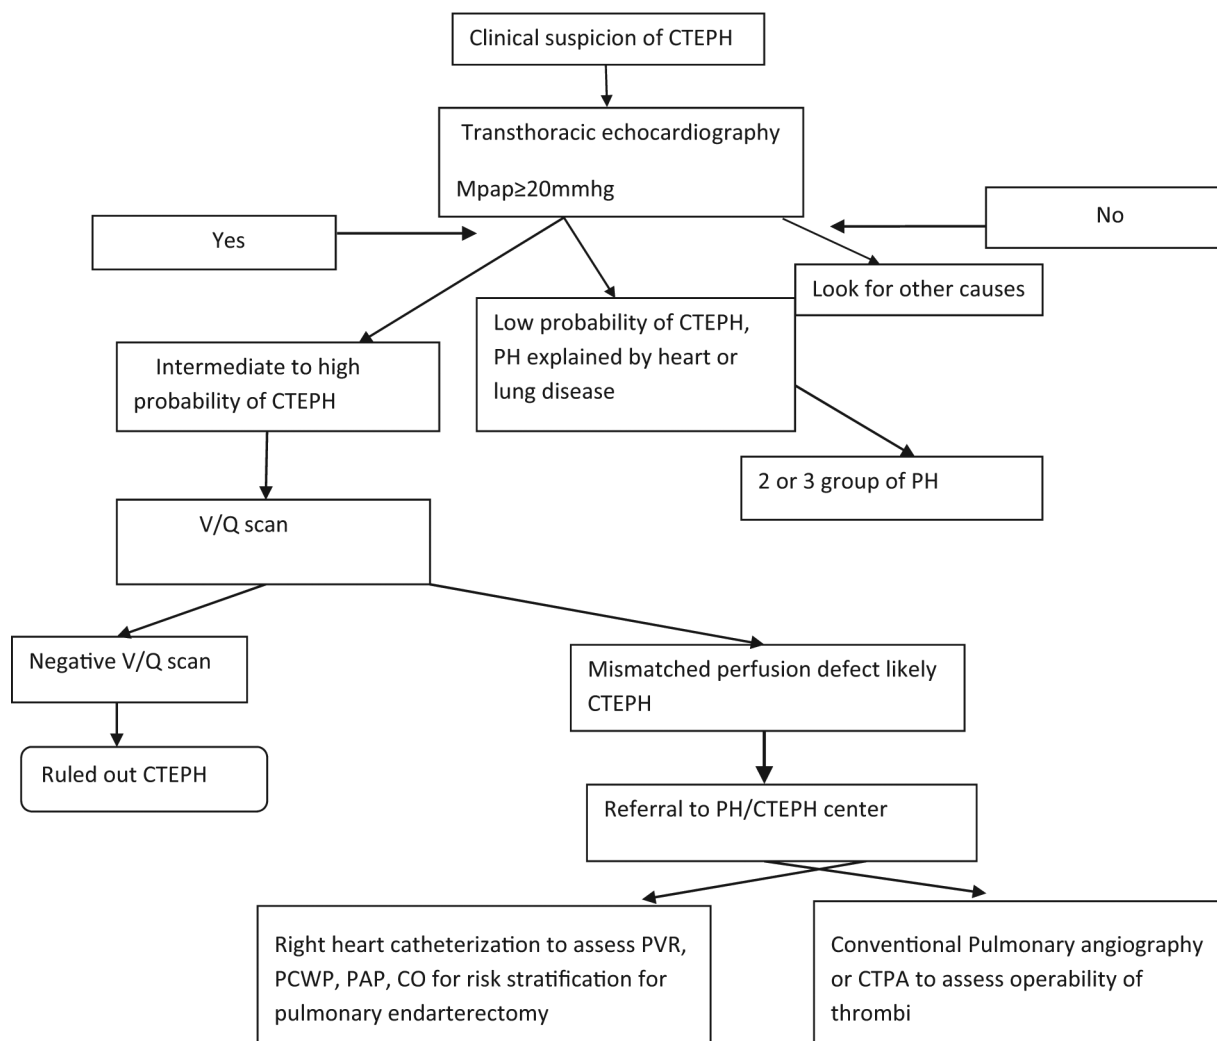 Clinical suspicion of CTEPH
Transthoracic echocardiography
Mpap≥20mmhg
Yes
No
Look for other causes
Low probability of CTEPH,
PH explained by heart or
lung disease
Intermediate to high
probability of CTEPH
2 or 3 group of PH
V/Q scan
Negative V/Q scan
Mismatched perfusion defect likely
CTEPH
Ruled out CTEPH
Referral to PH/CTEPH center
Right heart catheterization to assess PVR,
PCWP, PAP, CO for risk stratification for
pulmonary endarterectomy
Conventional Pulmonary angiography
or CTPA to assess operability of
thrombi